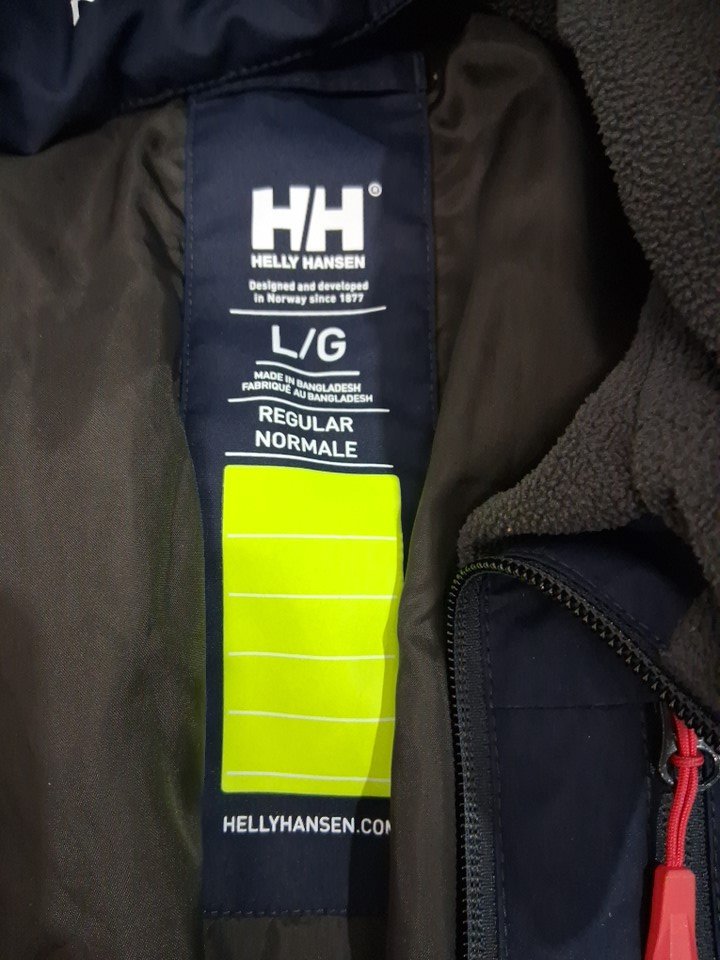 HH®
HELLY HANSEN
Designed and developed
in Norway since 1877
L/G
MADE IN BANGLADESH
FABRIQUÉ AU BANGLADESH
REGULAR
NORMALE
HELLYHANSEN.COM